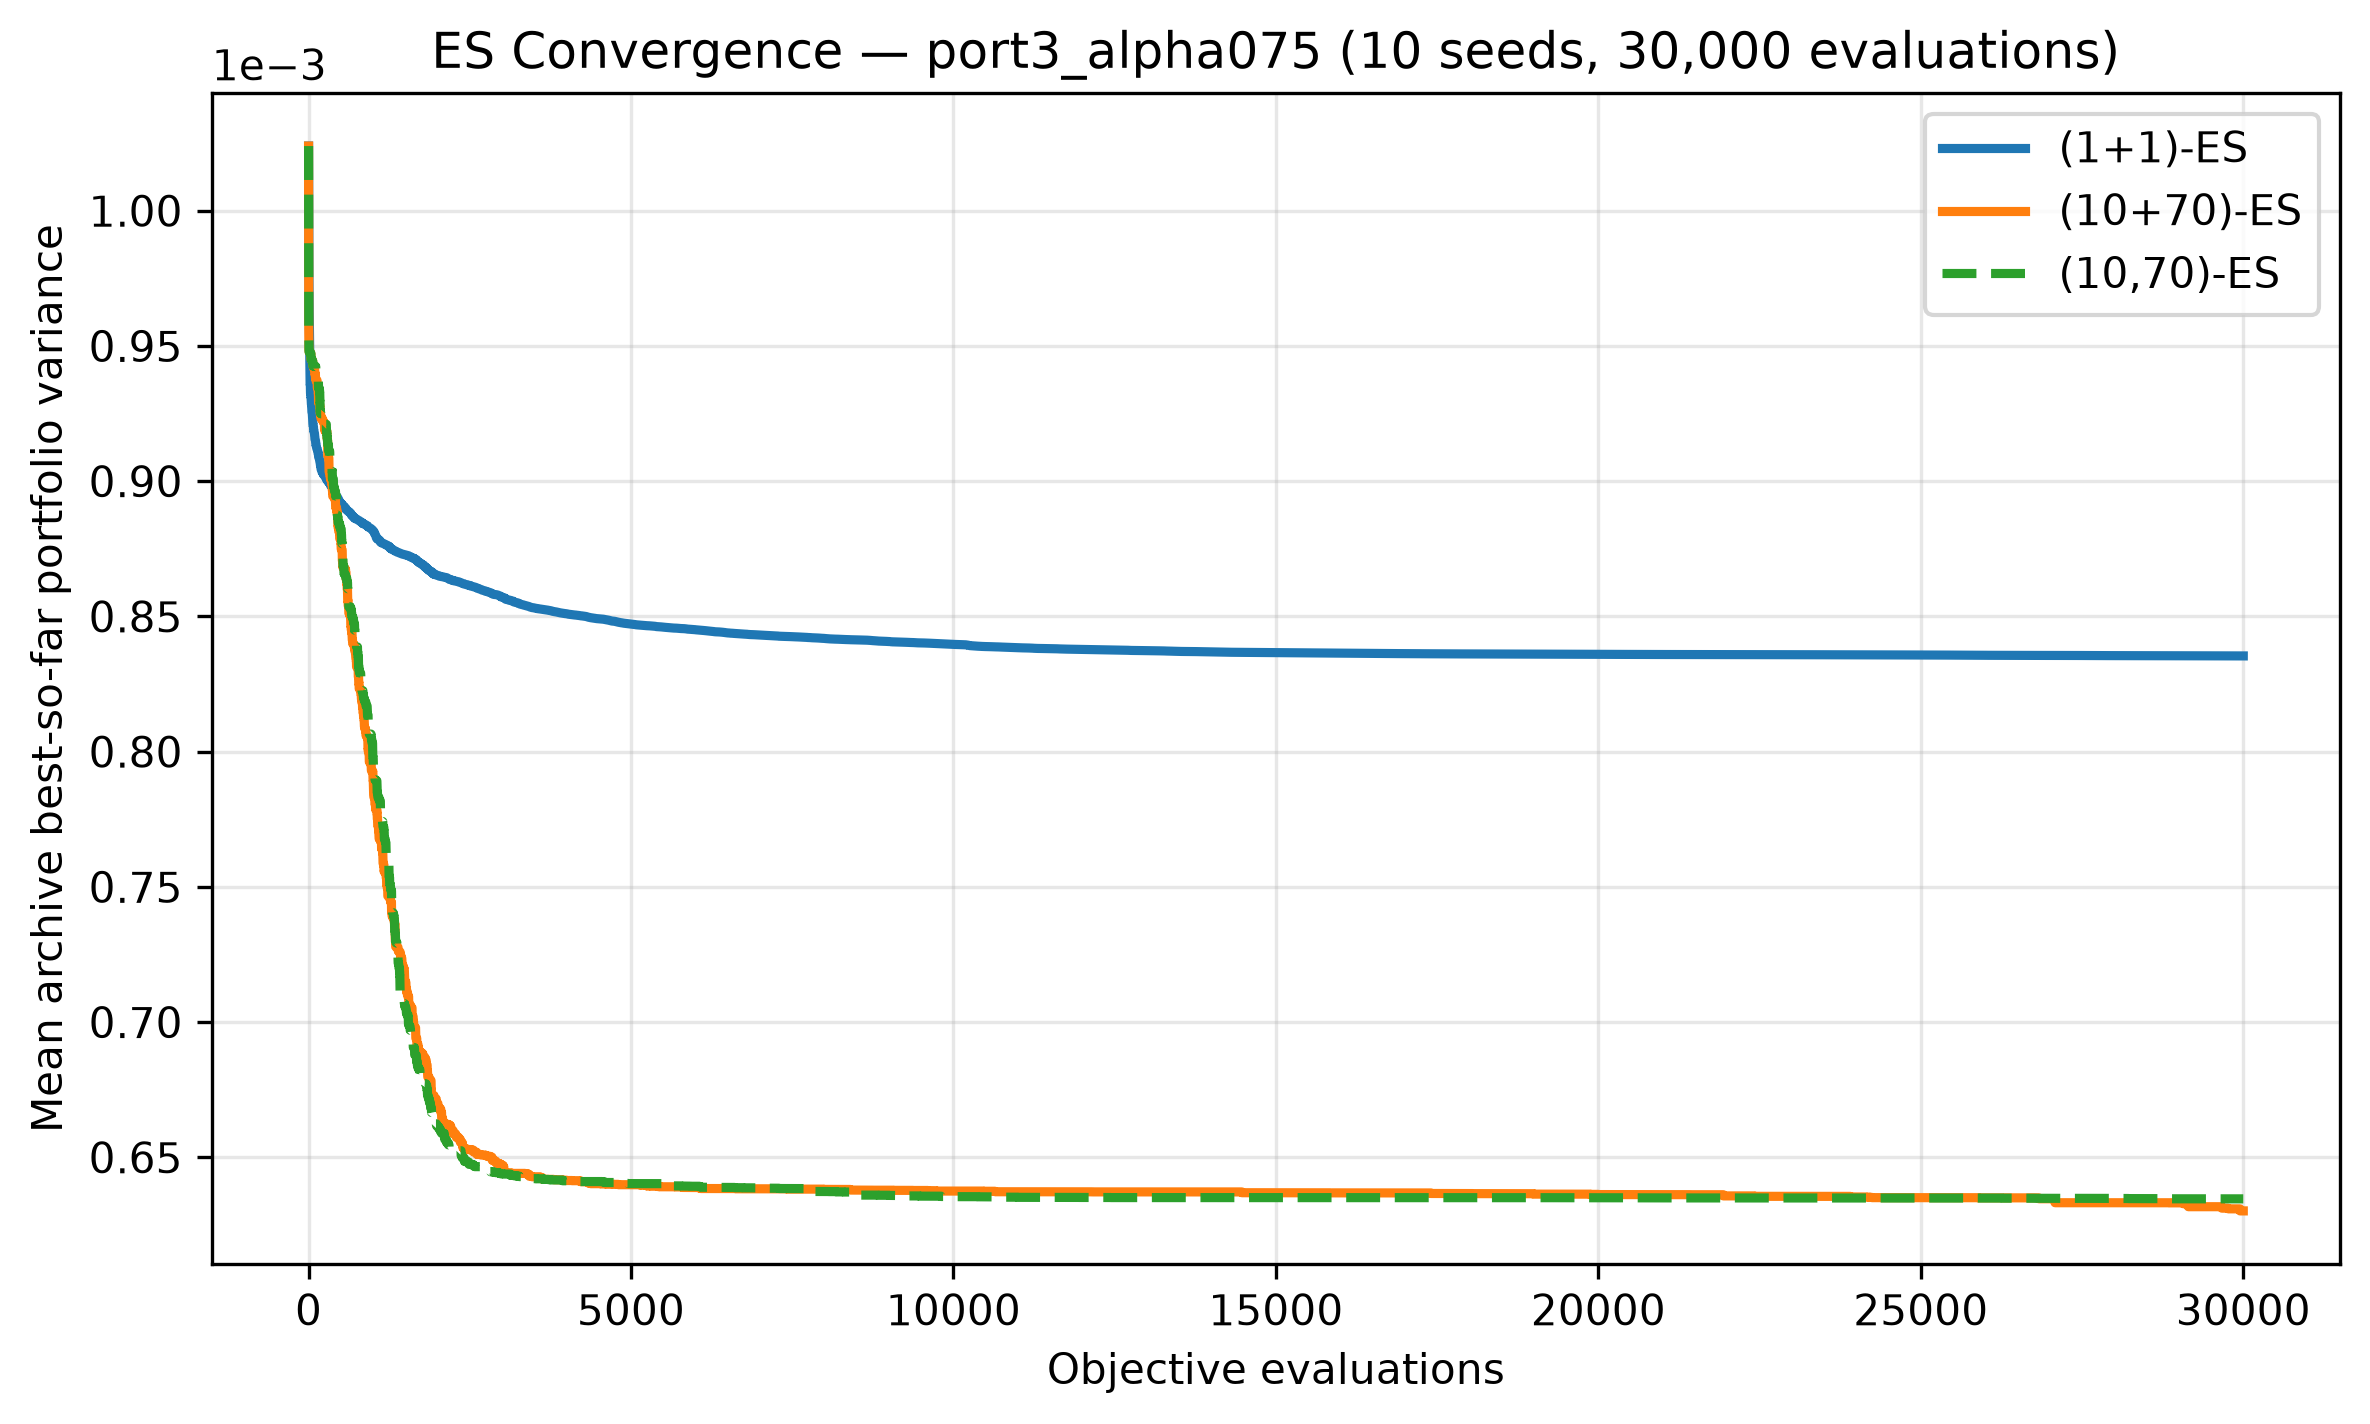 ES Convergence — port3_alpha075 (10 seeds, 30,000 evaluations)
1e−3
(1+1)-ES
(10+70)-ES
(10,70)-ES
Mean archive best-so-far portfolio variance
1.00
0.95
0.90
0.85
0.80
0.75
0.70
0.65
0
5000
10000
15000
20000
25000
30000
Objective evaluations